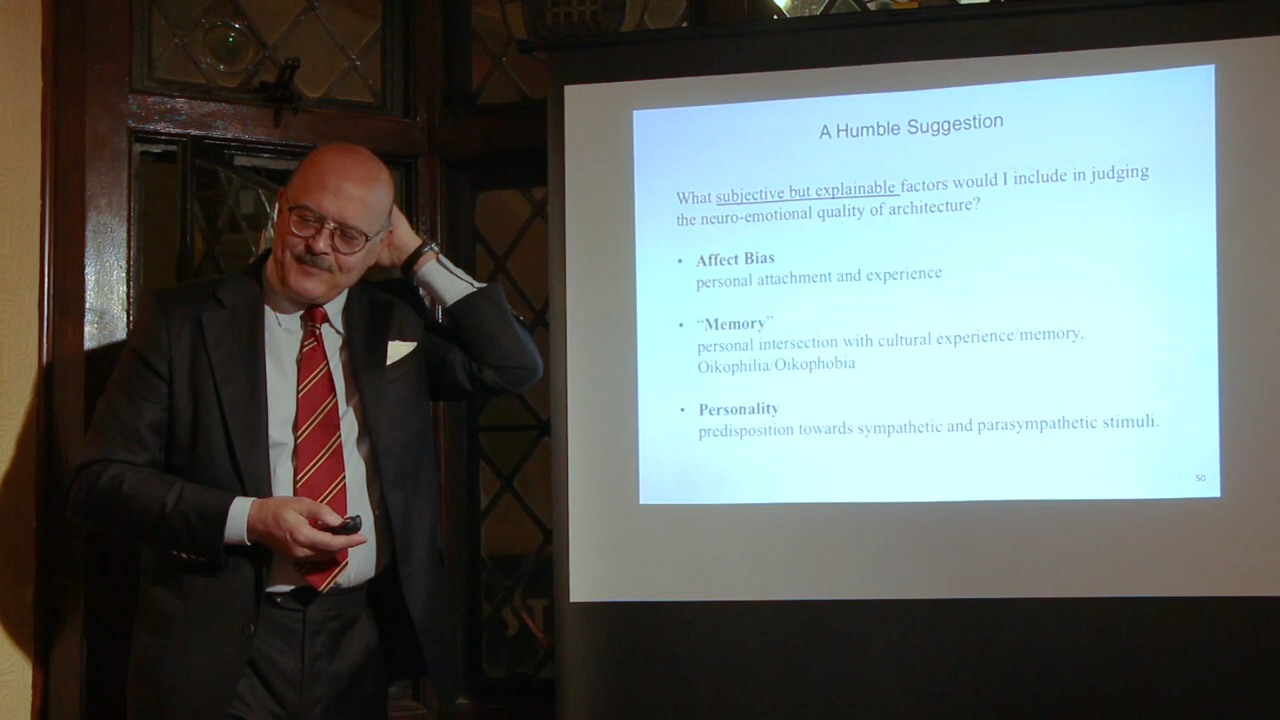 A Humble Suggestion
What subjective but explainable factors would I include in judging
the neuro-emotional quality of architecture?
• Affect Bias
personal attachment and experience
• “Memory”
personal intersection with cultural experience/memory,
Oikophilia/Oikophobia
• Personality
predisposition towards sympathetic and parasympathetic stimuli.
50
ST